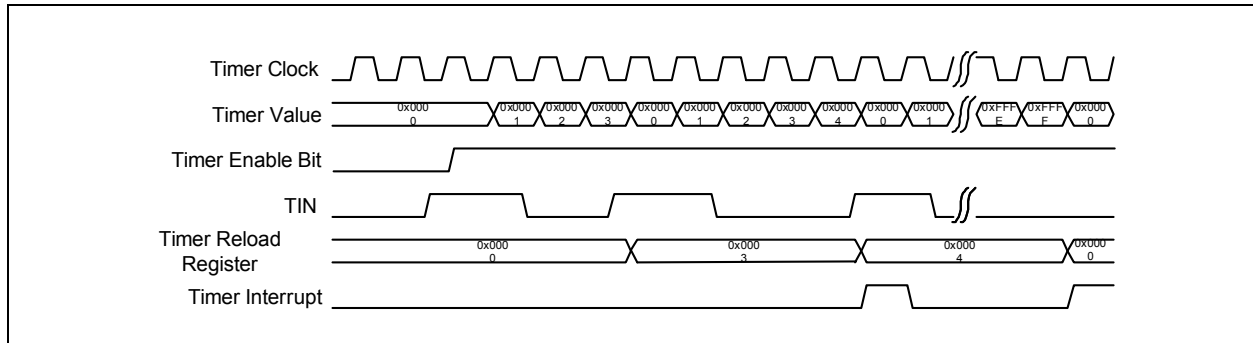 Timer Clock
Timer Value
0x000 0x000 0x000 0x000 0x000 0x000 0x000 0x000 0x000 0x000 0x000 0xFFF 0xFFF 0x000
0 1 2 3 0 1 2 3 4 0 1 E F 0
Timer Enable Bit
TIN
Timer Reload
Register
0x000 0x000 0x000 0x000
0 3 4 0
Timer Interrupt